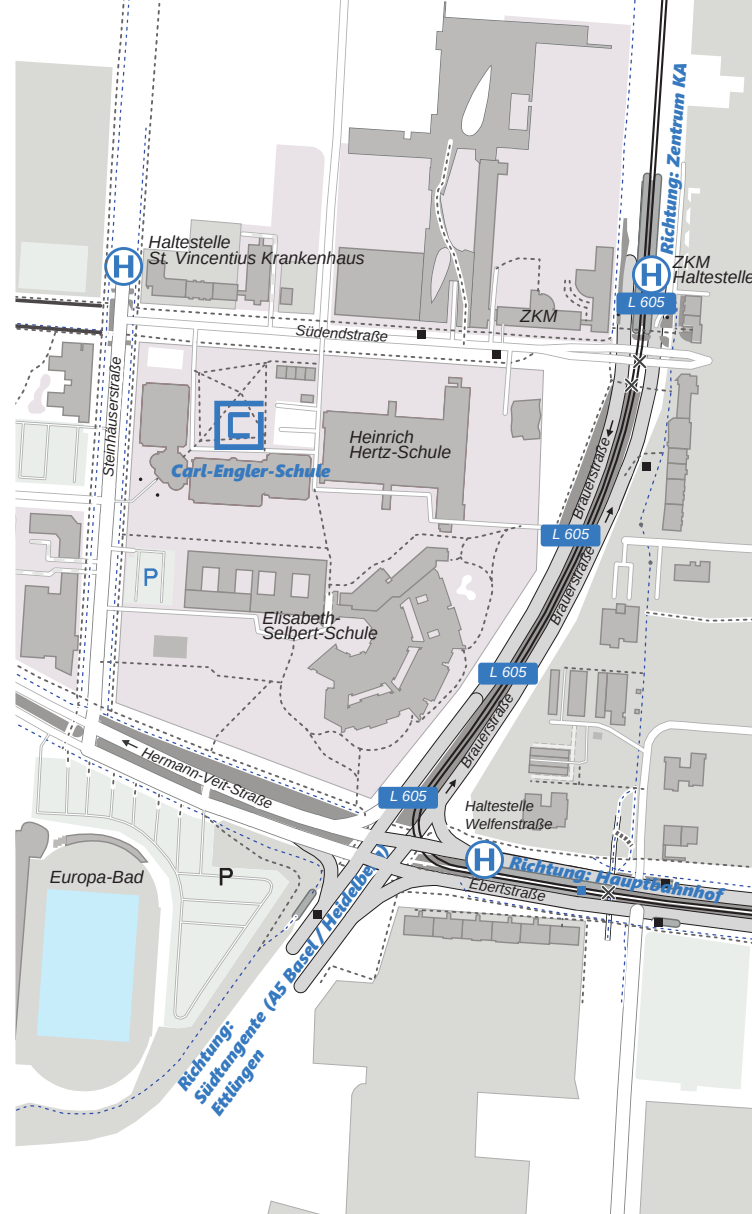 Richtung: Zentrum KA
H
Haltestelle
St. Vincentius Krankenhaus
H
ZKM
Haltestelle
L 605
ZKM
Südendstraße
Steinhäuserstraße
Heinrich
Hertz-Schule
Carl-Engler-Schule
Brauerstraße
L 605
Brauerstraße
P
Elisabeth-
Selbert-Schule
L 605
Brauerstraße
Hermann-Veit-Straße
L 605
Haltestelle
Welfenstraße
H
Richtung: Hauptbahnhof
Ebertstraße
Europa-Bad
P
Richtung:
Südtangente (A5 Basel / Heidelberg)
Ettlingen